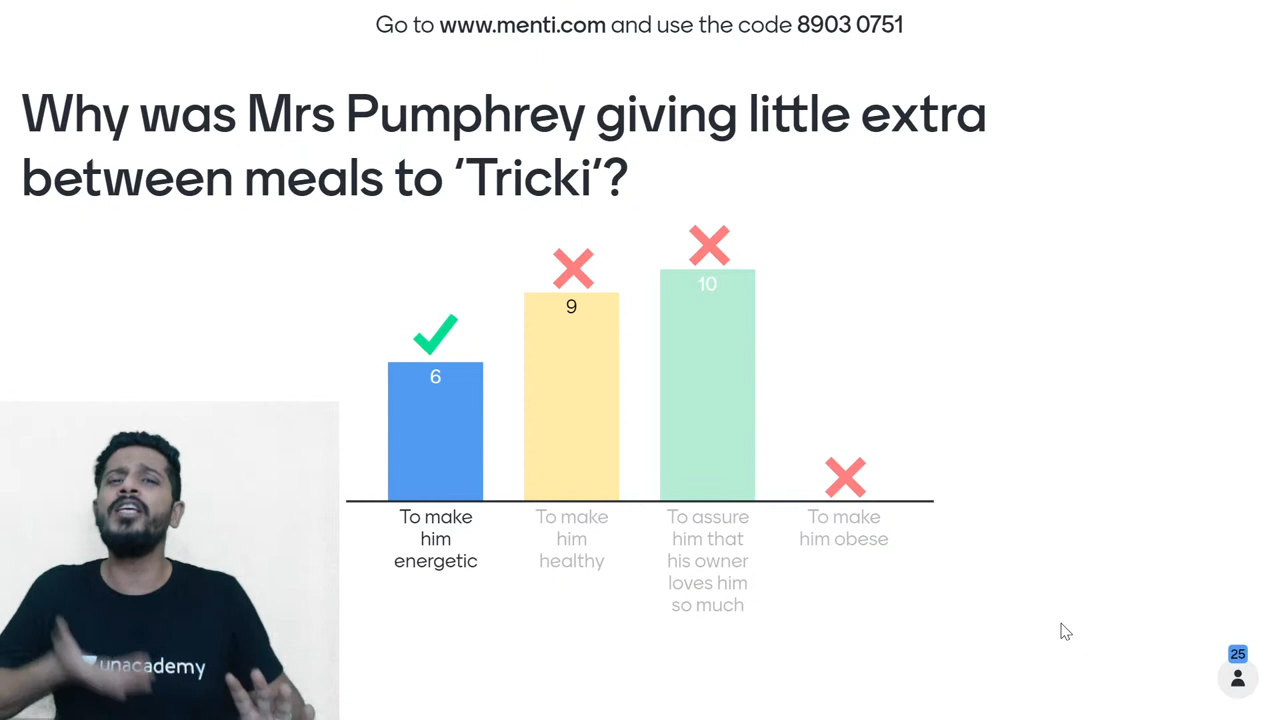 Go to www.menti.com and use the code 8903 0751
Why was Mrs Pumphrey giving little extra
between meals to ‘Tricki’?
6
9
10
To make
him
energetic
To make
him
healthy
To assure
him that
his owner
loves him
so much
To make
him obese
unacademy
25